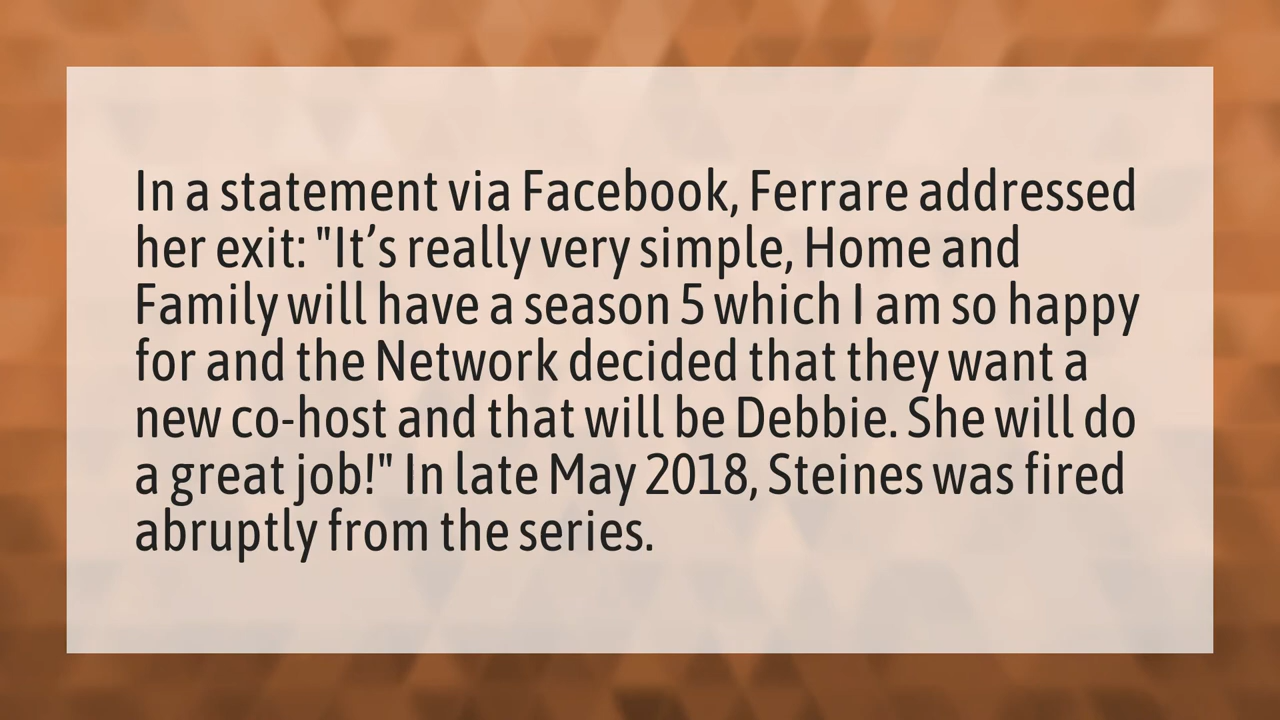 In a statement via Facebook, Ferrare addressed
her exit: "It’s really very simple, Home and
Family will have a season 5 which I am so happy
for and the Network decided that they want a
new co-host and that will be Debbie. She will do
a great job!" In late May 2018, Steines was fired
abruptly from the series.